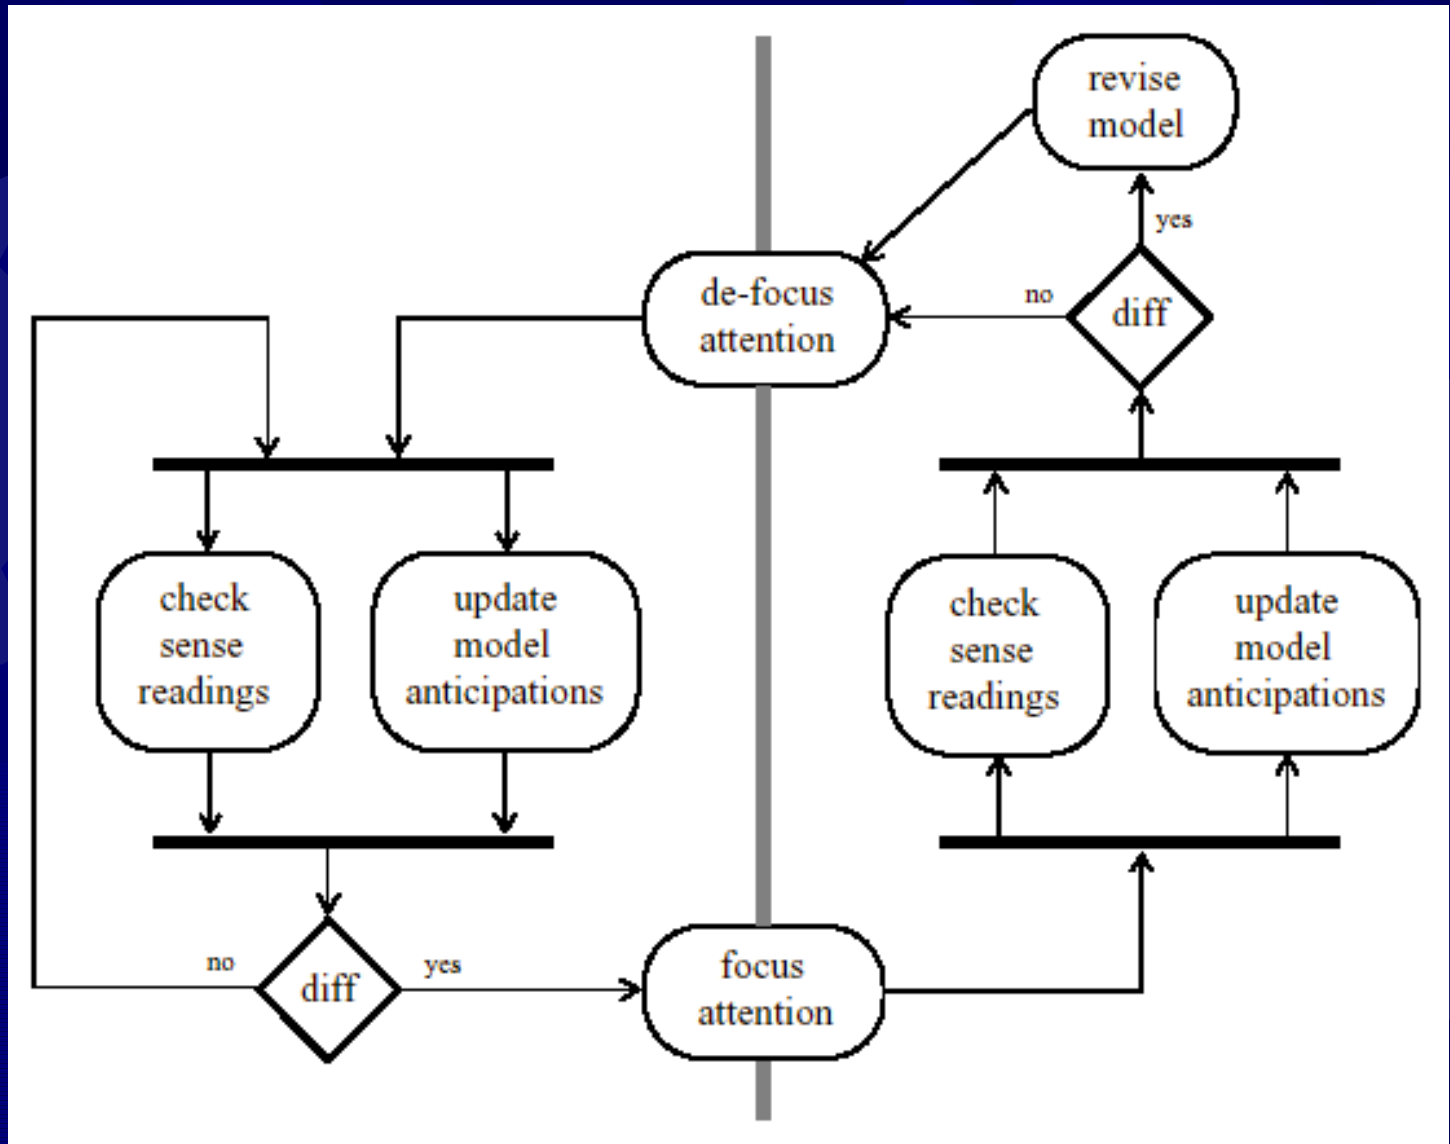 revise
model
yes
de-focus
attention
no
diff
check
sense
readings
update
model
anticipations
check
sense
readings
update
model
anticipations
no
diff
yes
focus
attention